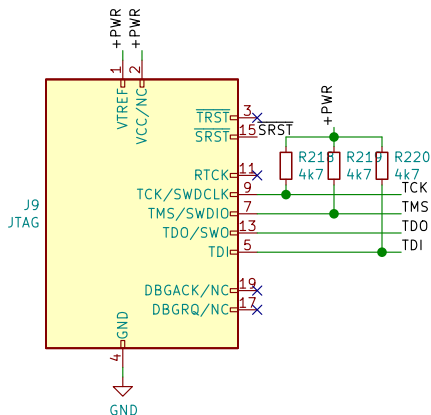 +PWR
+PWR
1
2
VTREF
VCC/NC
TRST
3
SRST
15
SRST
+PWR
RTCK
11
R218
4k7
R219
4k7
R220
4k7
TCK/SWDCLK
9
TCK
TMS/SWDIO
7
TMS
J9
JTAG
TDO/SWO
13
TDO
TDI
5
TDI
DBGACK/NC
19
DBGRQ/NC
17
GND
4
GND